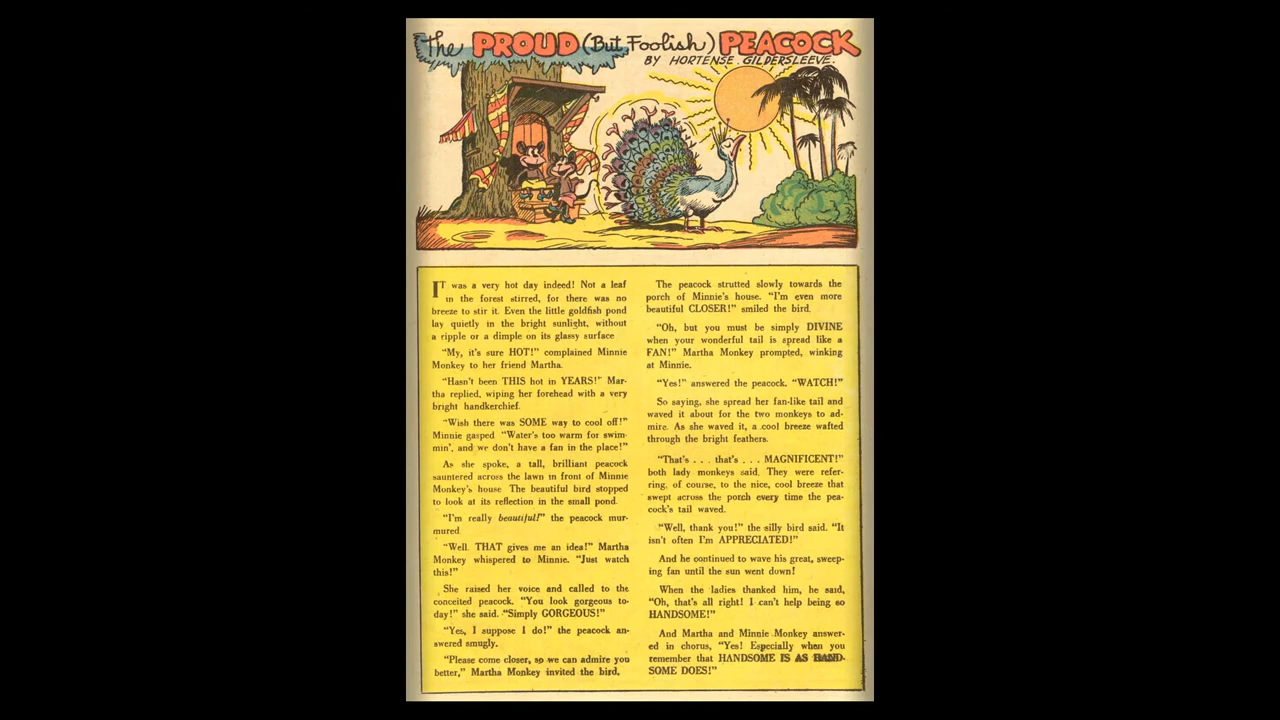 The PROUD (But Foolish) PEACOCK
BY HORTENSE GILDERSLEEVE.
IT was a very hot day indeed! Not a leaf
in the forest stirred, for there was no
breeze to stir it. Even the little goldfish pond
lay quietly in the bright sunlight, without
a ripple or a dimple on its glassy surface
"My, it's sure HOT!" complained Minnie
Monkey to her friend Martha.
"Hasn't been THIS hot in YEARS!" Mar-
tha replied, wiping her forehead with a very
bright handkerchief.
"Wish there was SOME way to cool off!"
Minnie gasped "Water's too warm for swim-
min', and we don't have a fan in the place!"
As she spoke, a tall, brilliant peacock
sauntered across the lawn in front of Minnie
Monkey's house The beautiful bird stopped
to look at its reflection in the small pond.
"I'm really beautiful!" the peacock mur-
mured.
"Well. THAT gives me an idea!" Martha
Monkey whispered to Minnie. "Just watch
this!"
She raised her voice and called to the
conceited peacock. "You look gorgeous to-
day!" she said. "Simply GORGEOUS!"
"Yes, I suppose I do!" the peacock an-
swered smugly.
"Please come closer, so we can admire you
better," Martha Monkey invited the bird.
The peacock strutted slowly towards the
porch of Minnie's house. "I'm even more
beautiful CLOSER!" smiled the bird.
"Oh, but you must be simply DIVINE
when your wonderful tail is spread like a
FAN!" Martha Monkey prompted, winking
at Minnie.
"Yes!" answered the peacock. "WATCH!"
So saying, she spread her fan-like tail and
waved it about for the two monkeys to ad-
mire. As she waved it, a cool breeze wafted
through the bright feathers.
"That's . . . that's . . . MAGNIFICENT!"
both lady monkeys said. They were refer-
ring, of course, to the nice, cool breeze that
swept across the porch every time the pea-
cock's tail waved.
"Well, thank you!" the silly bird said. "It
isn't often I'm APPRECIATED!"
And he continued to wave his great, sweep-
ing fan until the sun went down!
When the ladies thanked him, he said,
"Oh, that's all right! I can't help being so
HANDSOME!"
And Martha and Minnie Monkey answer-
ed in chorus, "Yes! Especially when you
remember that HANDSOME IS AS HAND-
SOME DOES!"